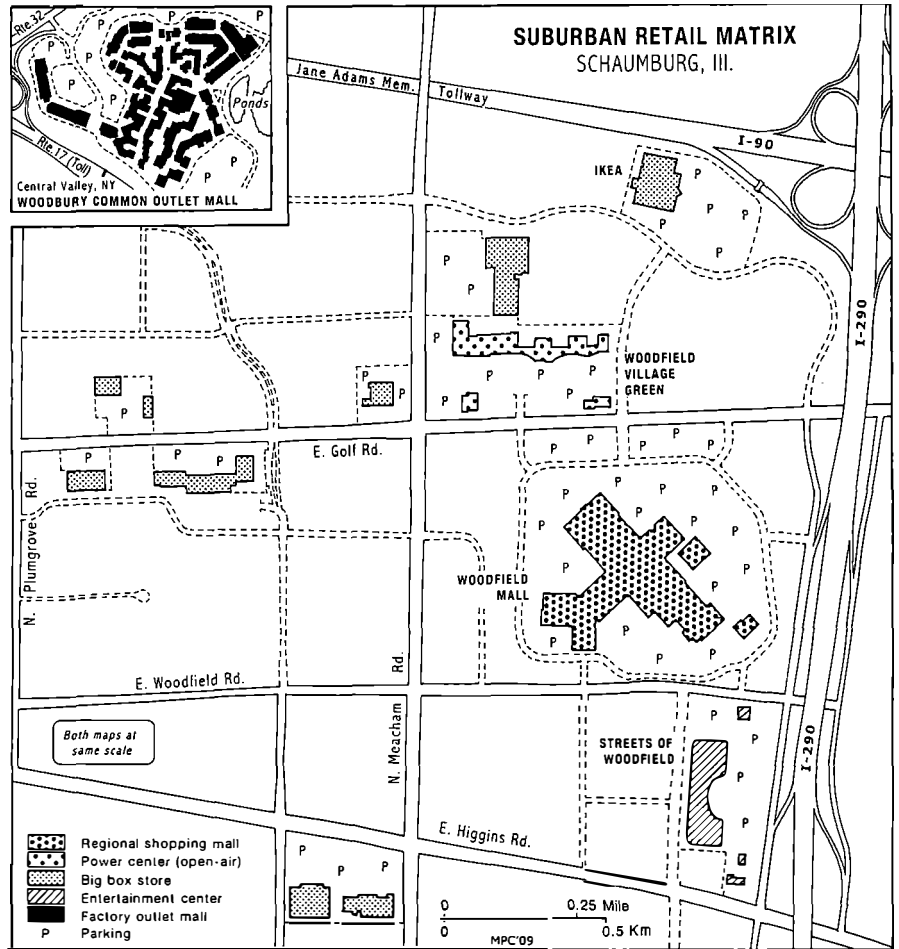 SUBURBAN RETAIL MATRIX
SCHAUMBURG, Ill.
Rte.32
P
P
P
P
P
P
P
P
Ponds
Rte.17 (Toll)
P
P
Central Valley, NY
WOODBURY COMMON OUTLET MALL
Jane Adams Mem. Tollway
I-90
IKEA
P
P
P
P
P
P
P
I-290
P
WOODFIELD
VILLAGE
GREEN
P
P
P
P
P
P
P
P
P
P
P
P
P
E. Golf Rd.
P
P
P
N. Plumgrove Rd.
P
P
P
P
P
P
P
P
P
P
WOODFIELD
MALL
P
P
P
P
P
E. Woodfield Rd.
N. Meacham Rd.
Both maps at
same scale
STREETS OF
WOODFIELD
P
P
P
P
I-290
E. Higgins Rd.
P
P
P
Regional shopping mall
Power center (open-air)
Big box store
Entertainment center
Factory outlet mall
P Parking
0 0.25 Mile
0 0.5 Km
MPC'09